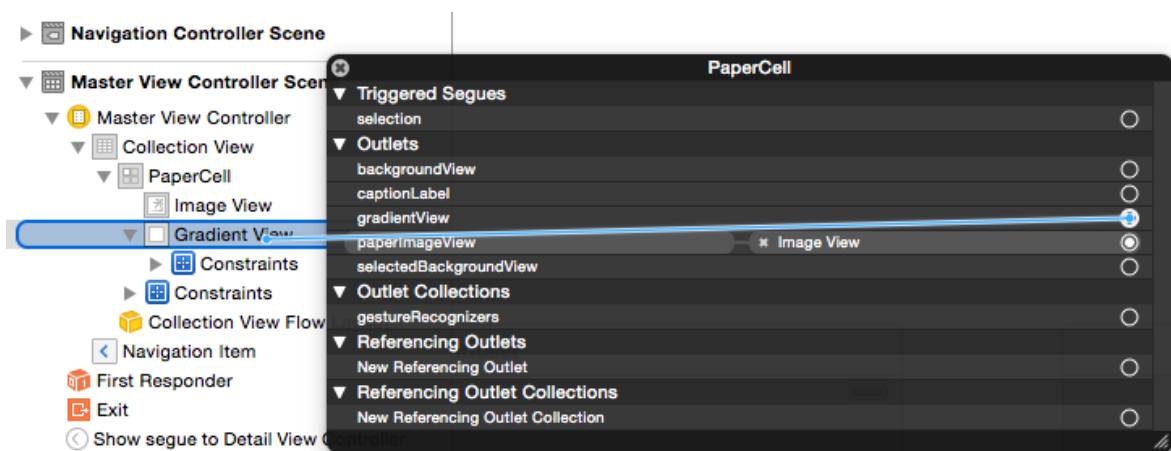 Navigation Controller Scene
Master View Controller Scen
Master View Controller
Collection View
PaperCell
Image View
Gradient View
Constraints
Constraints
Collection View Flow
Navigation Item
First Responder
Exit
Show segue to Detail View Controller
PaperCell
Triggered Segues
selection
Outlets
backgroundView
captionLabel
gradientView
paperImageView
Image View
selectedBackgroundView
Outlet Collections
gestureRecognizers
Referencing Outlets
New Referencing Outlet
Referencing Outlet Collections
New Referencing Outlet Collection